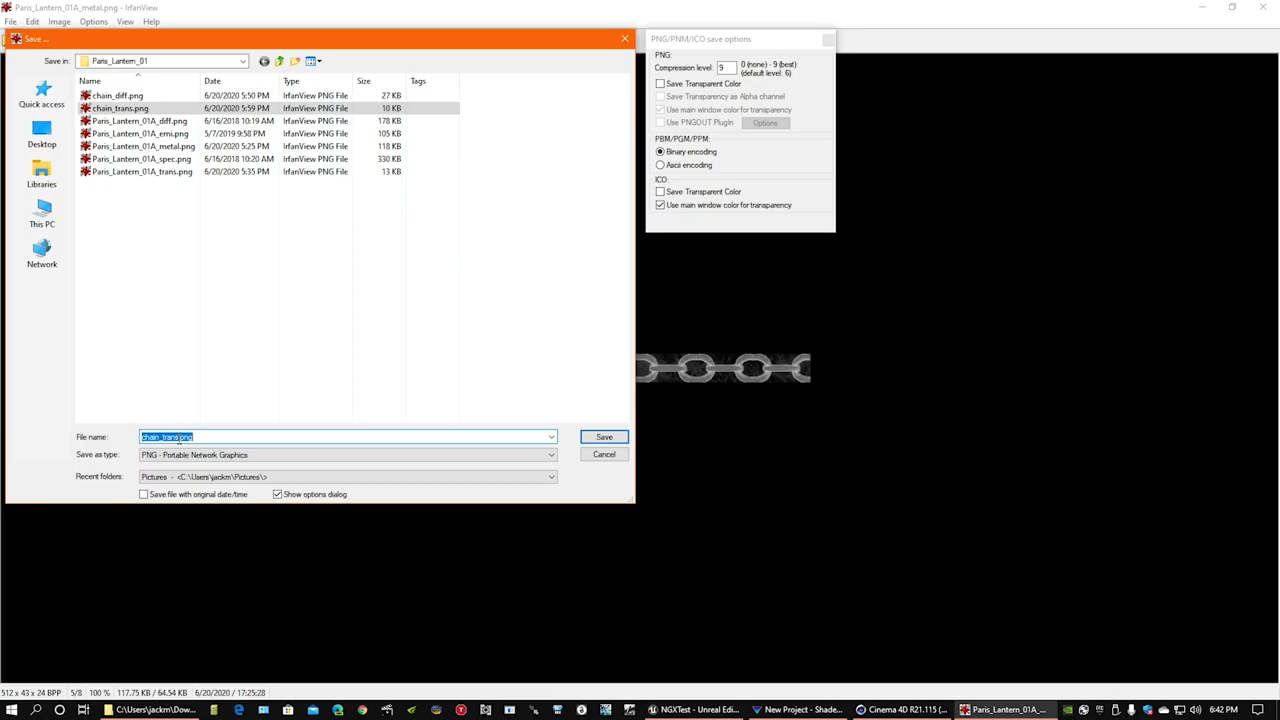 Paris_Lantern_01A_metal.png - IrfanView
File Edit Image Options View Help
Save ...
Save in: Paris_Lantern_01
Name Date Type Size Tags
chain_diff.png 6/20/2020 5:50 PM IrfanView PNG File 27 KB
chain_trans.png 6/20/2020 5:59 PM IrfanView PNG File 10 KB
Paris_Lantern_01A_diff.png 6/16/2018 10:19 AM IrfanView PNG File 178 KB
Paris_Lantern_01A_emi.png 5/7/2019 9:58 PM IrfanView PNG File 105 KB
Paris_Lantern_01A_metal.png 6/20/2020 5:25 PM IrfanView PNG File 118 KB
Paris_Lantern_01A_spec.png 6/16/2018 10:20 AM IrfanView PNG File 330 KB
Paris_Lantern_01A_trans.png 6/20/2020 5:35 PM IrfanView PNG File 13 KB
Quick access
Desktop
Libraries
This PC
Network
File name: chain_trans.png Save
Save as type: PNG - Portable Network Graphics Cancel
Recent folders: Pictures - <C:\Users\jackm\Pictures\>
Save file with original date/time Show options dialog
PNG/PNM/ICO save options
PNG:
Compression level: 9 0 (none) - 9 (best)
(default level: 6)
Save Transparent Color
Save Transparency as Alpha channel
Use main window color for transparency
Use PNGOUT PlugIn Options
PBM/PGM/PPM:
Binary encoding
Ascii encoding
ICO:
Save Transparent Color
Use main window color for transparency
512 x 43 x 24 BPP 5/8 100 % 117.75 KB / 64.54 KB 6/20/2020 / 17:25:28
C:\Users\jackm\Dow... NGXTest - Unreal Edi... New Project - Shade... Cinema 4D R21.115 (... Paris_Lantern_01A_... 6:42 PM